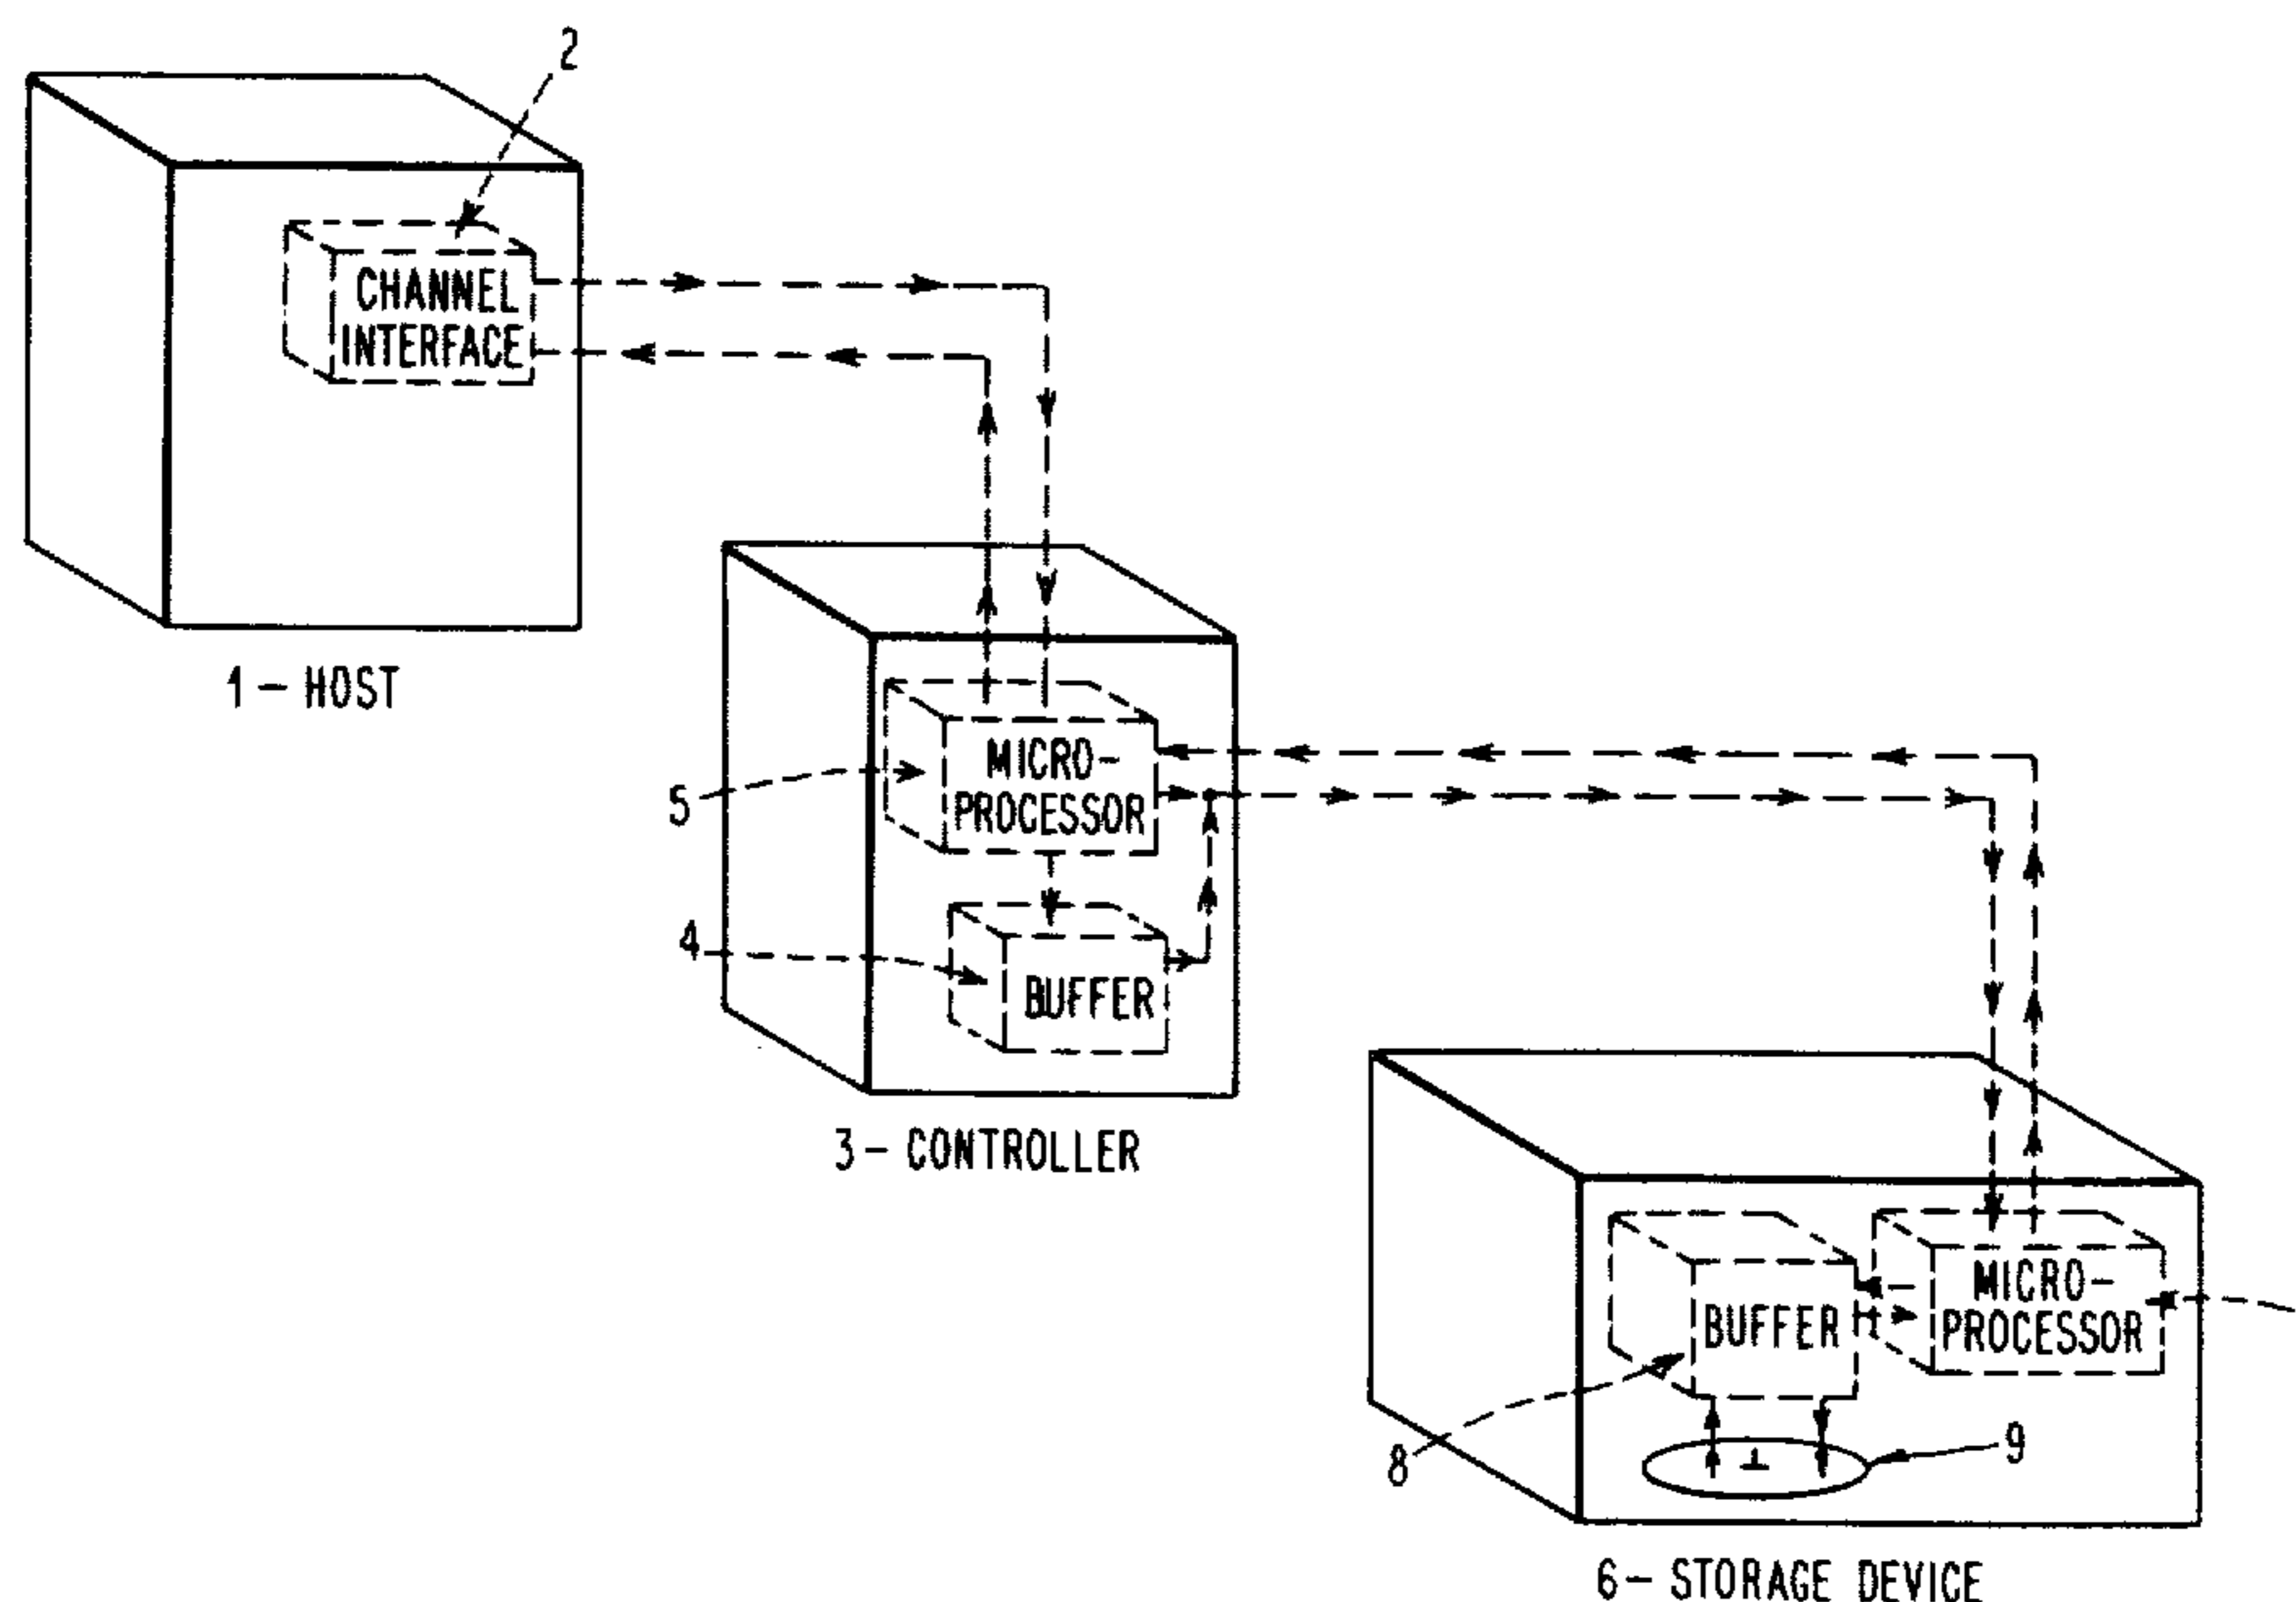 2
CHANNEL
INTERFACE
1 - HOST
5
MICRO-
PROCESSOR
4
BUFFER
3 - CONTROLLER
MICRO-
PROCESSOR
BUFFER
8
9
6 - STORAGE DEVICE